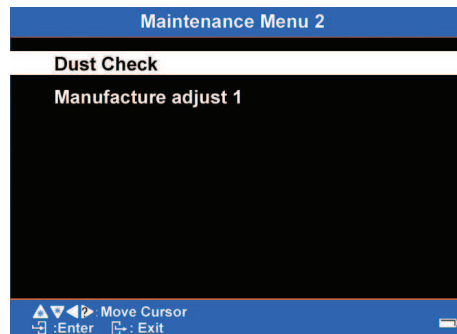 Maintenance Menu 2
Dust Check
Manufacture adjust 1
:Move Cursor
:Enter :Exit